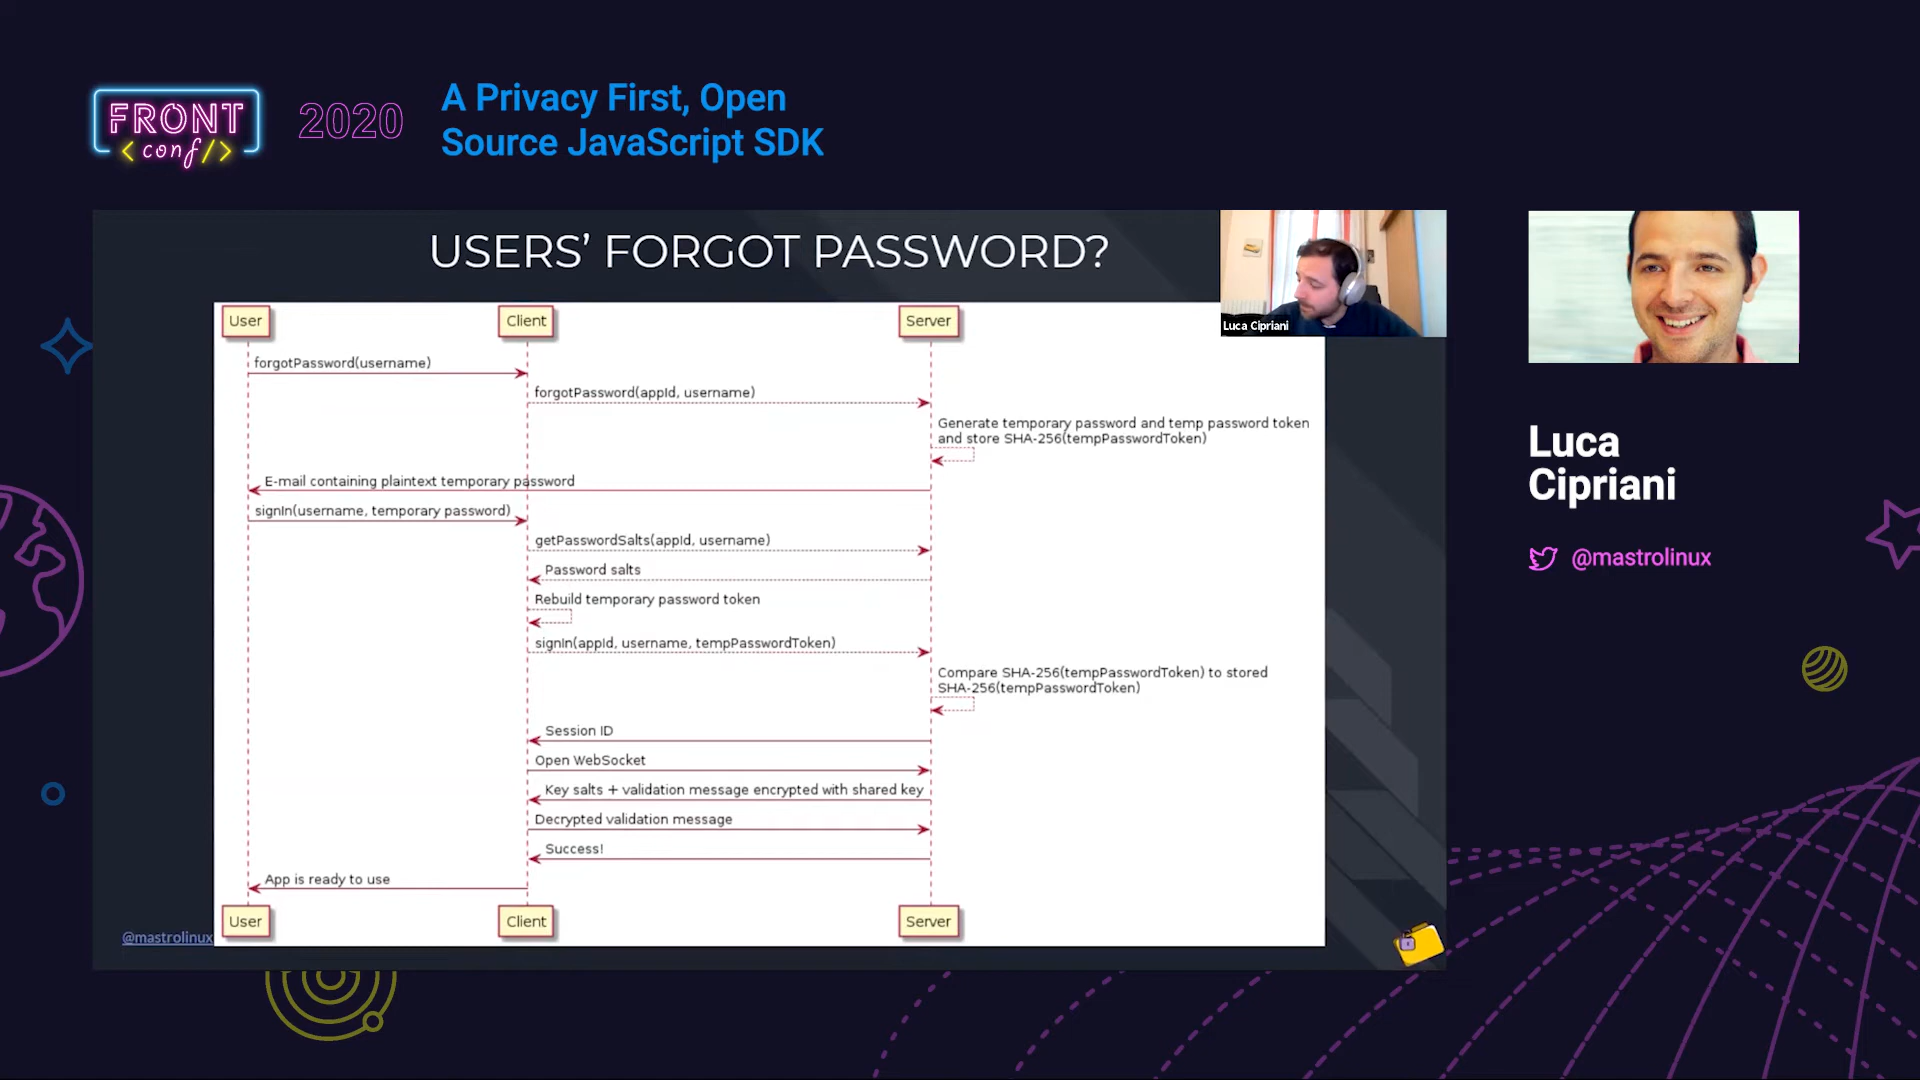 FRONT
< conf/>
2020
A Privacy First, Open
Source JavaScript SDK
USERS’ FORGOT PASSWORD?
Luca Cipriani
User
Client
Server
forgotPassword(username)
forgotPassword(appId, username)
Generate temporary password and temp password token
and store SHA-256(tempPasswordToken)
E-mail containing plaintext temporary password
signIn(username, temporary password)
getPasswordSalts(appId, username)
Password salts
Rebuild temporary password token
signIn(appId, username, tempPasswordToken)
Compare SHA-256(tempPasswordToken) to stored
SHA-256(tempPasswordToken)
Session ID
Open WebSocket
Key salts + validation message encrypted with shared key
Decrypted validation message
Success!
App is ready to use
User
Client
Server
@mastrolinux
Luca
Cipriani
@mastrolinux